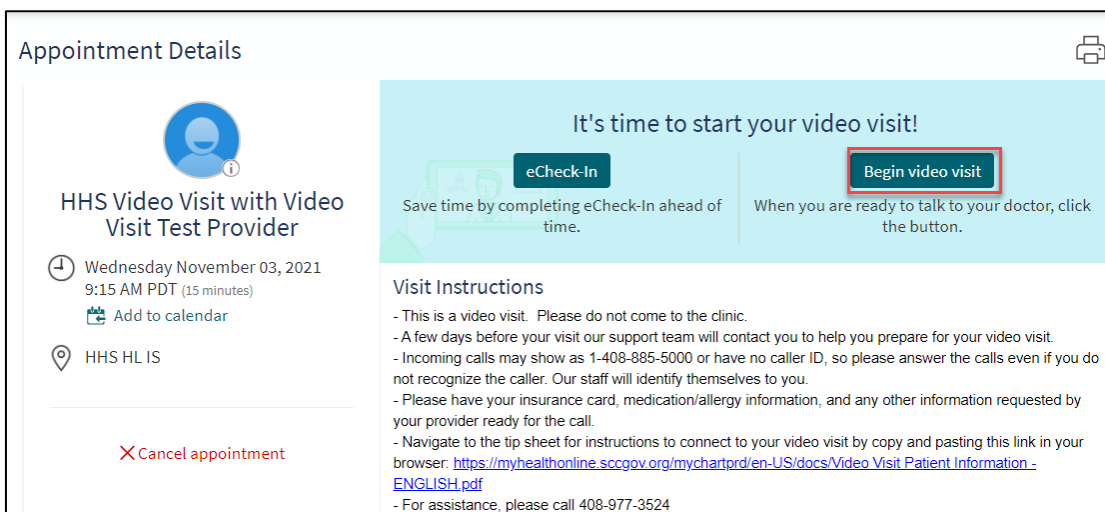 Appointment Details
HHS Video Visit with Video
Visit Test Provider
Wednesday November 03, 2021
9:15 AM PDT (15 minutes)
Add to calendar
HHS HL IS
Cancel appointment
It's time to start your video visit!
eCheck-In
Save time by completing eCheck-In ahead of
time.
Begin video visit
When you are ready to talk to your doctor, click
the button.
Visit Instructions
- This is a video visit.  Please do not come to the clinic.
- A few days before your visit our support team will contact you to help you prepare for your video visit.
- Incoming calls may show as 1-408-885-5000 or have no caller ID, so please answer the calls even if you do
not recognize the caller. Our staff will identify themselves to you.
- Please have your insurance card, medication/allergy information, and any other information requested by
your provider ready for the call.
- Navigate to the tip sheet for instructions to connect to your video visit by copy and pasting this link in your
browser: https://myhealthonline.sccgov.org/mychartprd/en-US/docs/Video Visit Patient Information -
ENGLISH.pdf
- For assistance, please call 408-977-3524